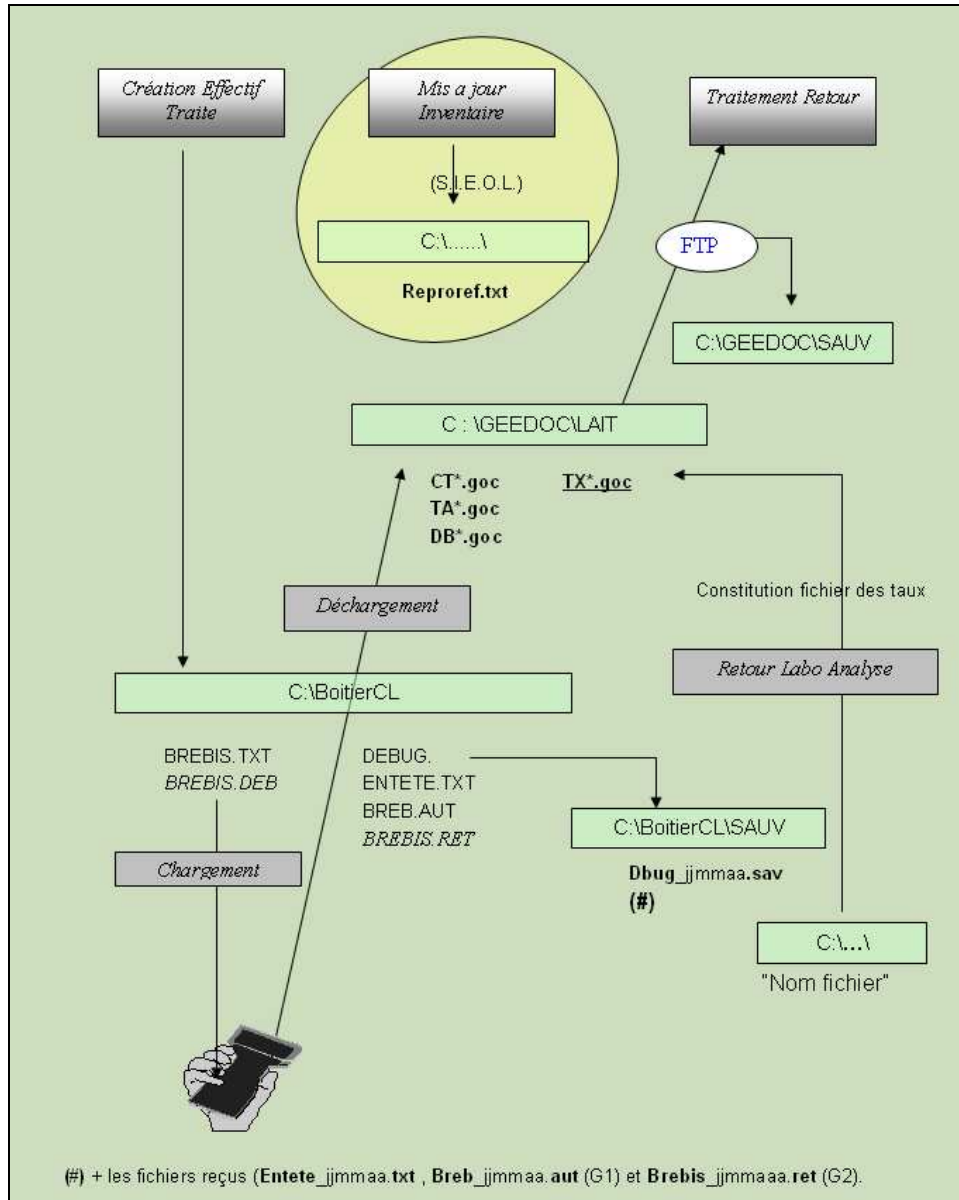 Création Effectif
Traite
Mis a jour
Inventaire
Traitement Retour
(S.I.E.O.L.)
C:\......\
Reproref.txt
FTP
C:\GEEDOC\SAUV
C : \GEEDOC\LAIT
CT*.goc
TX*.goc
TA*.goc
DB*.goc
Déchargement
Constitution fichier des taux
Retour Labo Analyse
C:\BoitierCL
BREBIS.TXT
BREBIS.DEB
DEBUG.
ENTETE.TXT
BREB.AUT
BREBIS.RET
C:\BoitierCL\SAUV
Chargement
Dbug_jjmmaa.sav
(#)
C:\...\
"Nom fichier"
(#) + les fichiers reçus (Entete_jjmmaa.txt , Breb_jjmmaa.aut (G1) et Brebis_jjmmaaa.ret (G2).